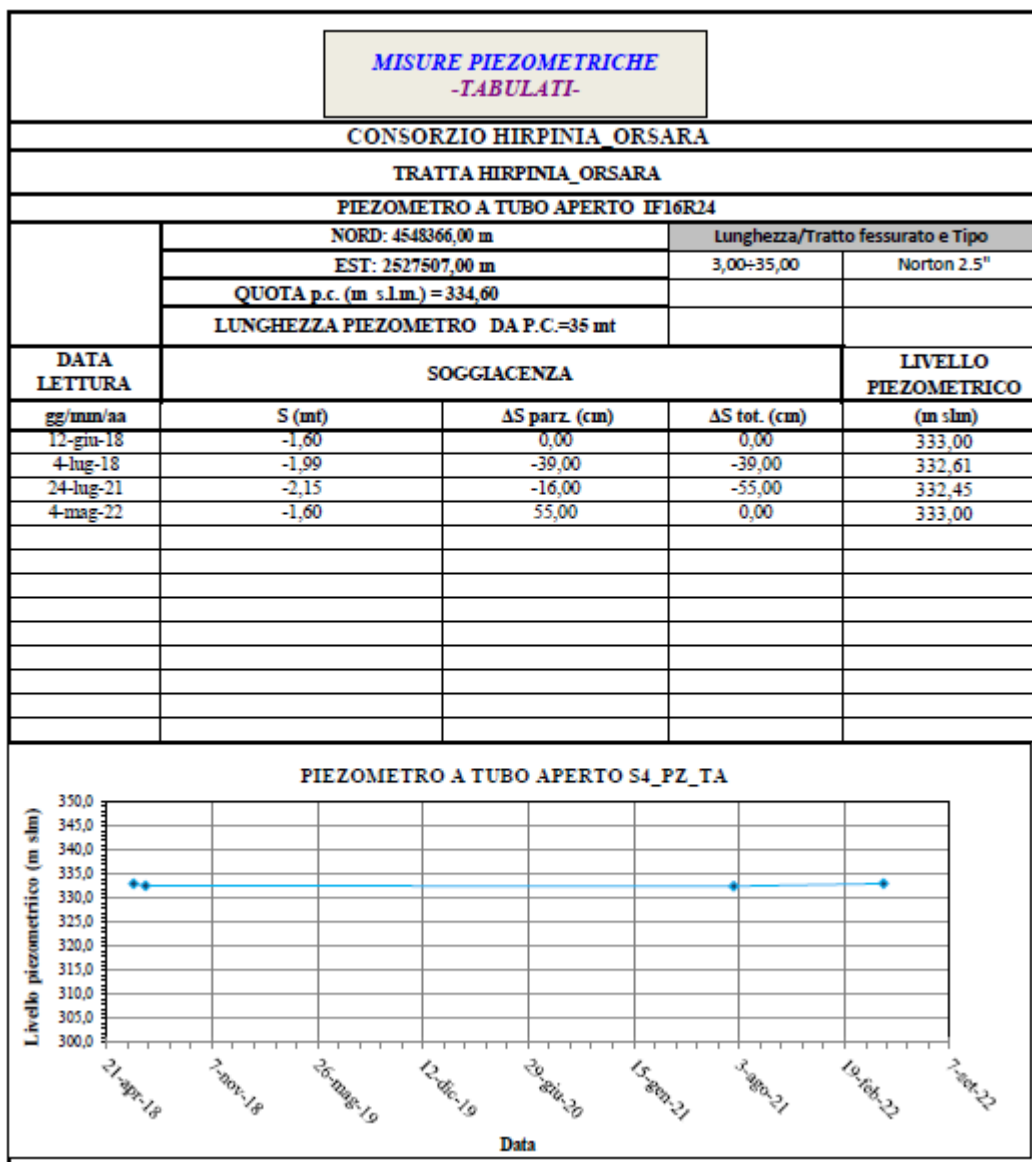 MISURE PIEZOMETRICHE
-TABULATI-
CONSORZIO HIRPINIA_ORSARA
TRATTA HIRPINIA_ORSARA
PIEZOMETRO A TUBO APERTO IF16R24
NORD: 4548366,00 m Lunghezza/Tratto fessurato e Tipo
EST: 2527507,00 m 3,00÷35,00 Norton 2.5"
QUOTA p.c. (m s.l.m.) = 334,60
LUNGHEZZA PIEZOMETRO DA P.C.=35 mt
DATA LETTURA SOGGIACENZA LIVELLO PIEZOMETRICO
gg/mm/aa S (mt) ΔS parz. (cm) ΔS tot. (cm) (m slm)
12-giu-18 -1,60 0,00 0,00 333,00
4-lug-18 -1,99 -39,00 -39,00 332,61
24-lug-21 -2,15 -16,00 -55,00 332,45
4-mag-22 -1,60 55,00 0,00 333,00
PIEZOMETRO A TUBO APERTO S4_PZ_TA
Livello piezometriico (m slm)
350,0
345,0
340,0
335,0
330,0
325,0
320,0
315,0
310,0
305,0
300,0
21-apr-18 7-nov-18 26-mag-19 12-dic-19 29-giu-20 15-gen-21 3-ago-21 19-feb-22 7-set-22
Data